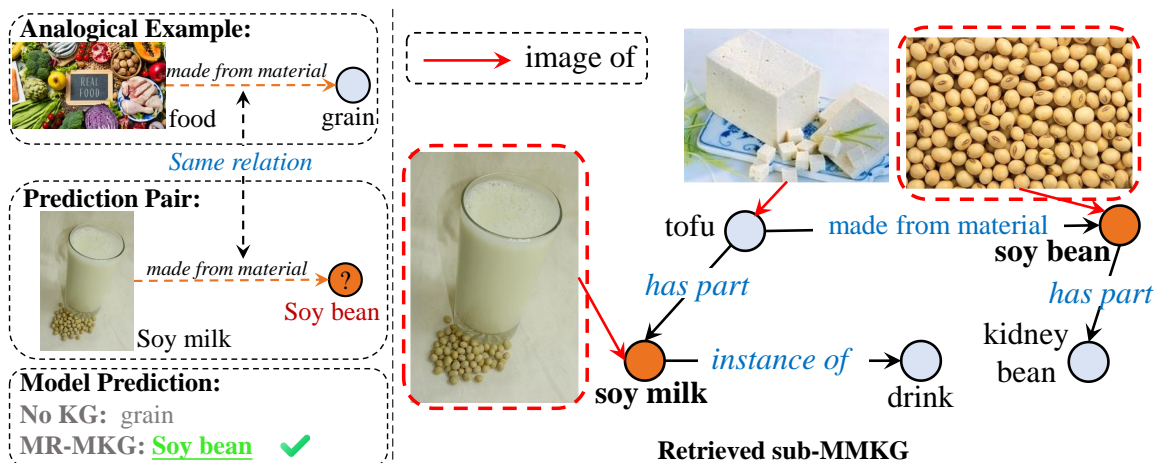 Analogical Example:
REAL
FOOD
made from material
food
grain
Same relation
Prediction Pair:
made from material
?
Soy bean
Soy milk
Model Prediction:
No KG: grain
MR-MKG: Soy bean
image of
tofu
made from material
soy bean
has part
has part
kidney
bean
instance of
soy milk
drink
Retrieved sub-MMKG